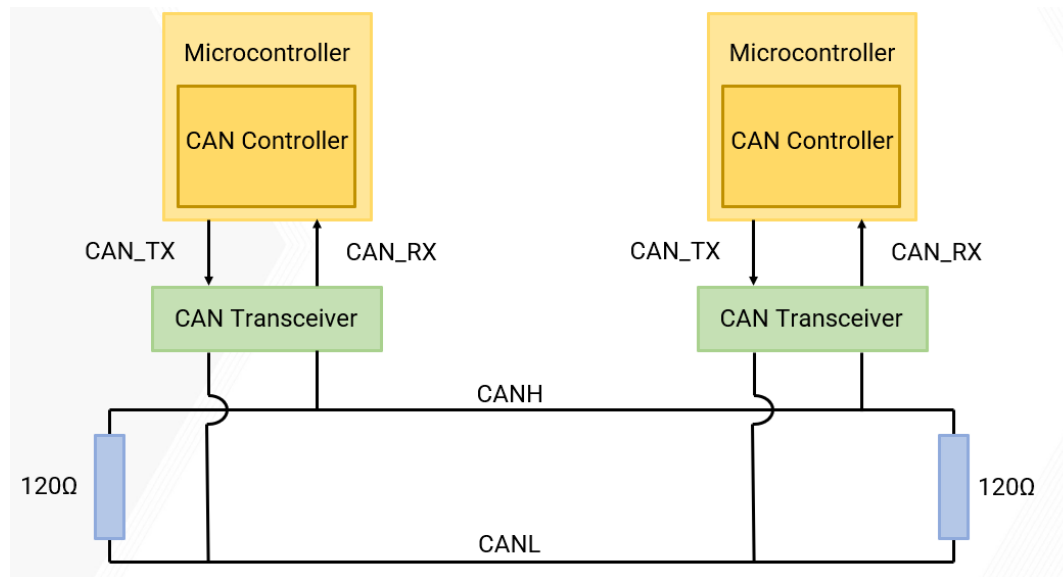 Microcontroller
Microcontroller
CAN Controller
CAN Controller
CAN_TX
CAN_RX
CAN_TX
CAN_RX
CAN Transceiver
CAN Transceiver
CANH
120Ω
120Ω
CANL